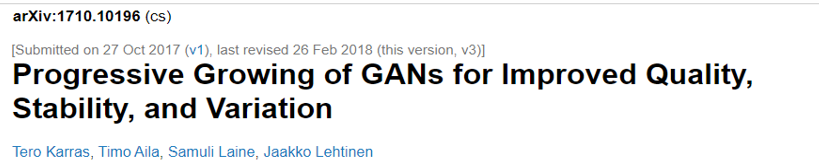 arXiv:1710.10196 (cs)
[Submitted on 27 Oct 2017 (v1), last revised 26 Feb 2018 (this version, v3)]
Progressive Growing of GANs for Improved Quality,
Stability, and Variation
Tero Karras, Timo Aila, Samuli Laine, Jaakko Lehtinen